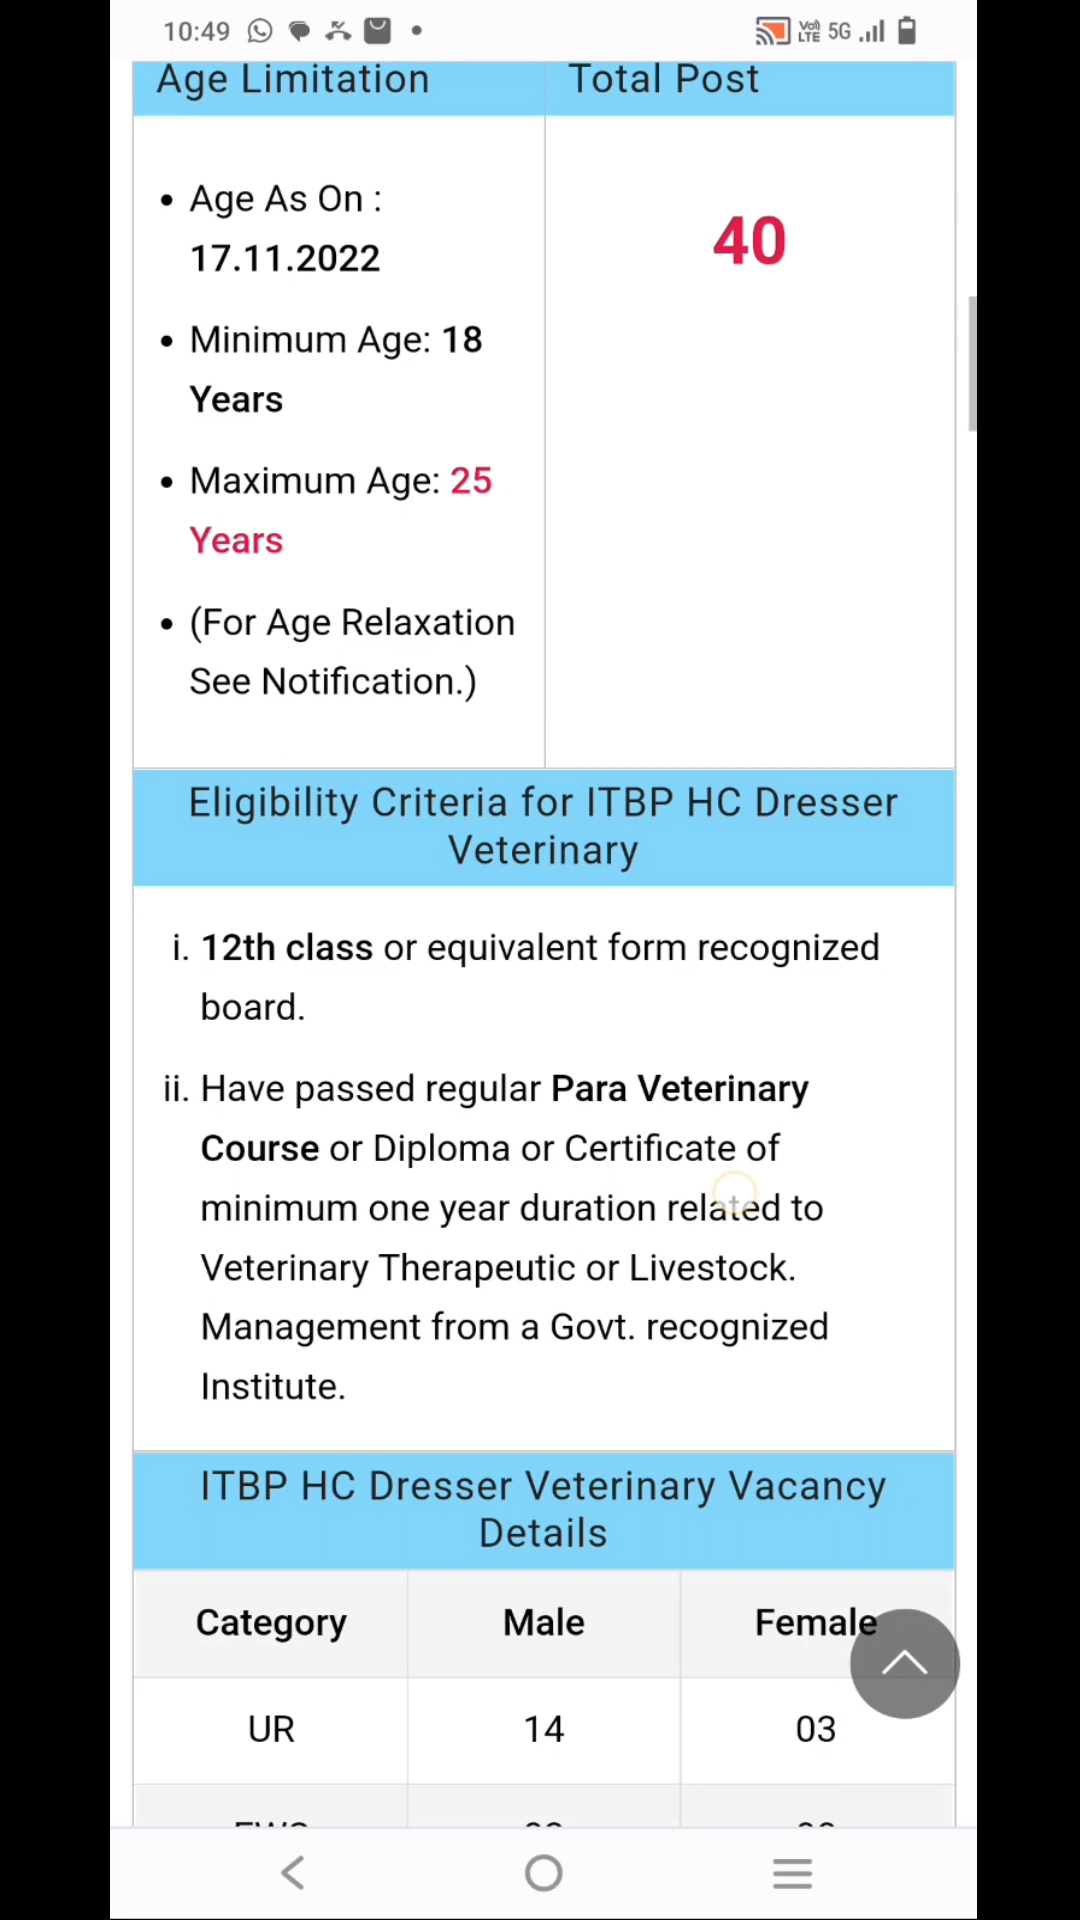 10:49
Vo)) LTE 5G
Age Limitation
Total Post
• Age As On :
17.11.2022
40
• Minimum Age: 18
Years
• Maximum Age: 25
Years
• (For Age Relaxation
See Notification.)
Eligibility Criteria for ITBP HC Dresser
Veterinary
i. 12th class or equivalent form recognized
board.
ii. Have passed regular Para Veterinary
Course or Diploma or Certificate of
minimum one year duration related to
Veterinary Therapeutic or Livestock.
Management from a Govt. recognized
Institute.
ITBP HC Dresser Veterinary Vacancy
Details
Category Male Female
UR 14 03